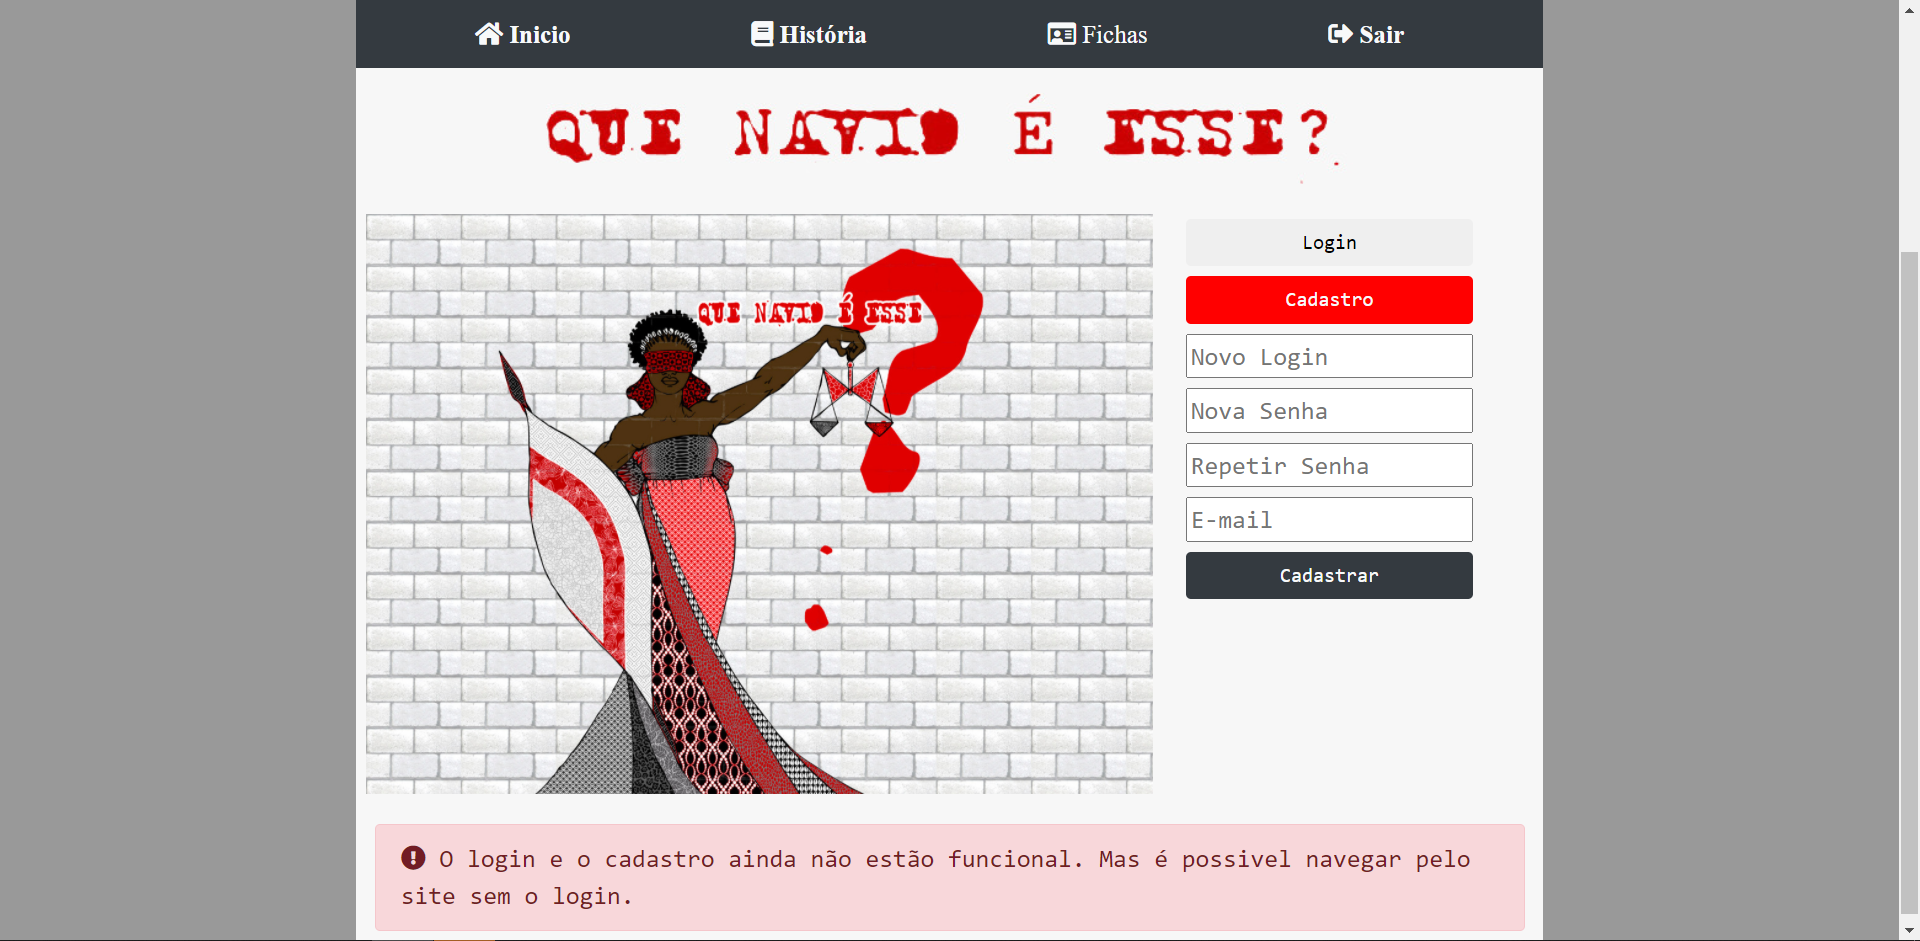 Inicio História Fichas Sair
QUE NAVIO É ESSE?
QUE NAVIO É ESSE
Login
Cadastro
Novo Login
Nova Senha
Repetir Senha
E-mail
Cadastrar
O login e o cadastro ainda não estão funcional. Mas é possivel navegar pelo
site sem o login.